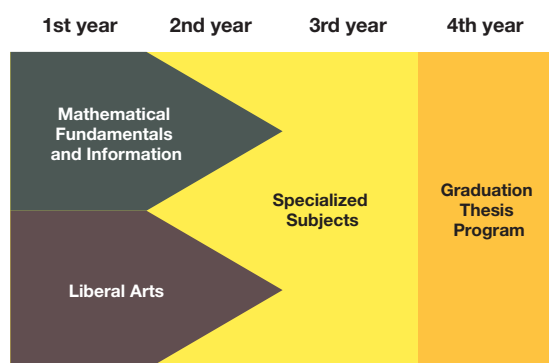 1st year 2nd year 3rd year 4th year
Mathematical
Fundamentals
and Information
Specialized
Subjects
Graduation
Thesis
Program
Liberal Arts